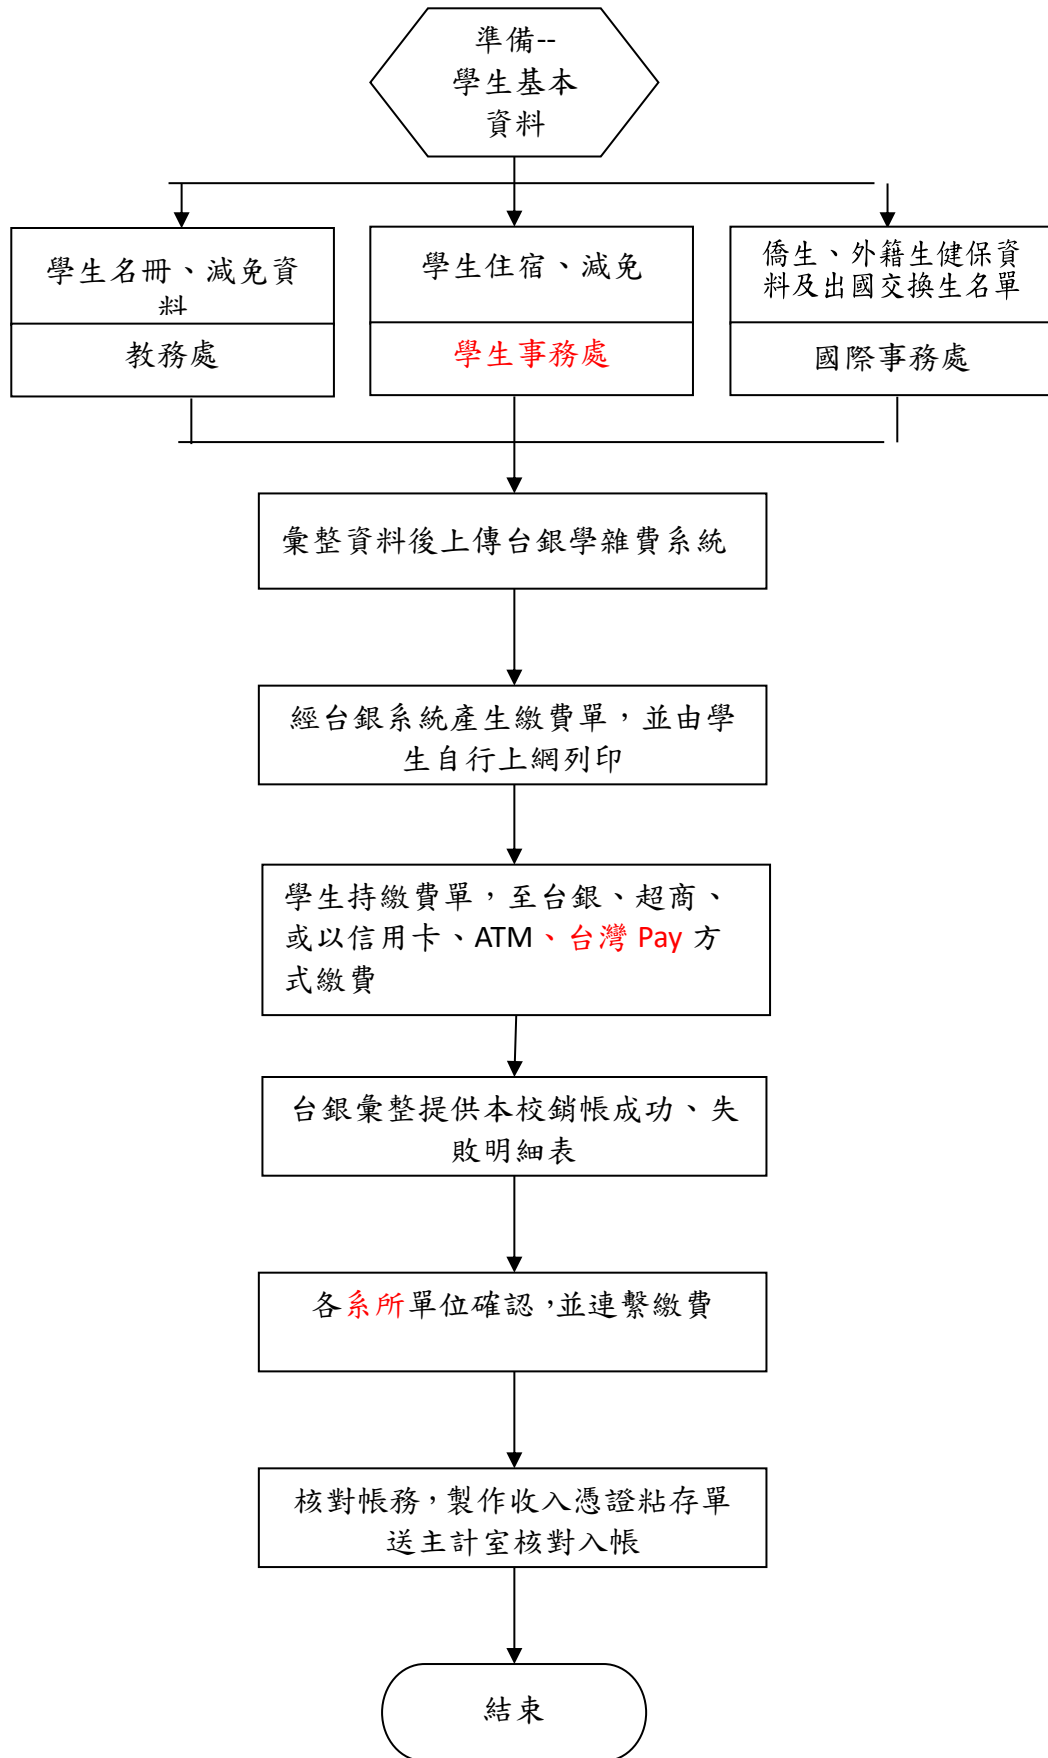 準備--
學生基本
資料
學生名冊、減免資
料
教務處
學生住宿、減免
學生事務處
僑生、外籍生健保資
料及出國交換生名單
國際事務處
彙整資料後上傳台銀學雜費系統
經台銀系統產生繳費單，並由學
生自行上網列印
學生持繳費單，至台銀、超商、
或以信用卡、ATM、台灣 Pay 方
式繳費
台銀彙整提供本校銷帳成功、失
敗明細表
各系所單位確認，並連繫繳費
核對帳務，製作收入憑證粘存單
送主計室核對入帳
結束